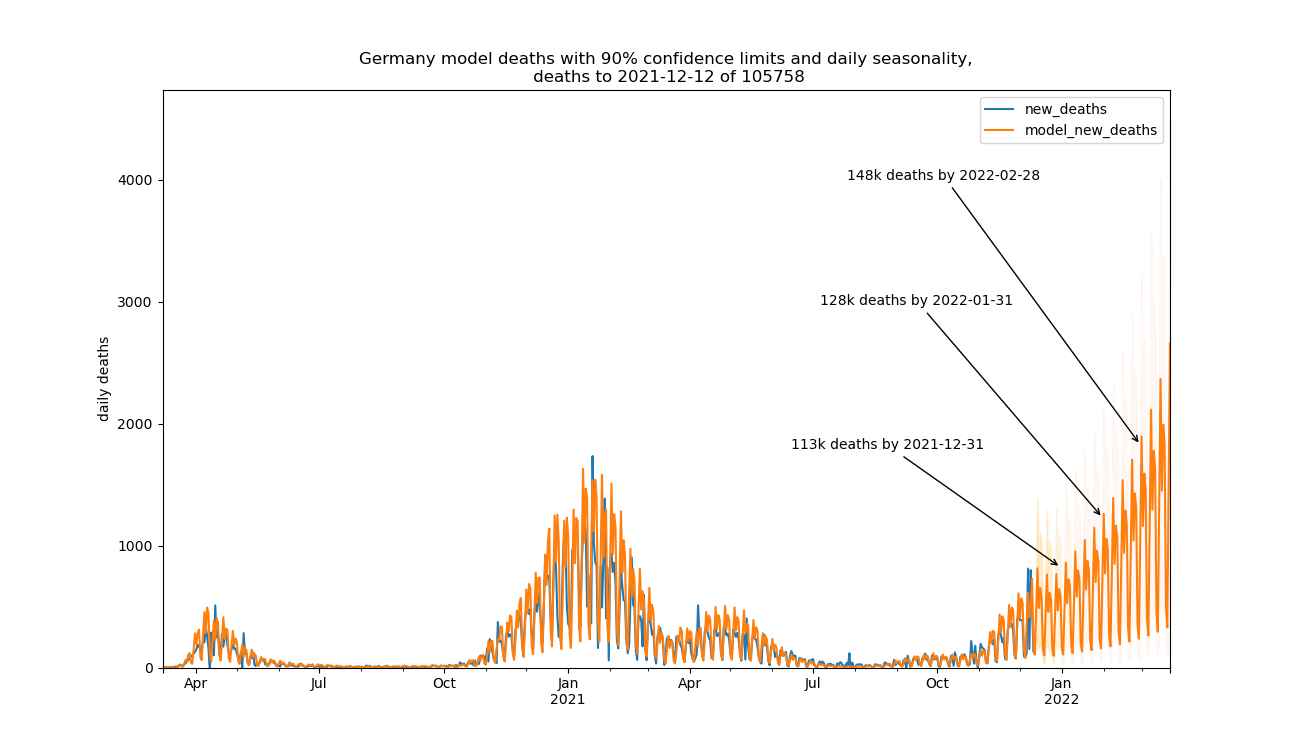 Germany model deaths with 90% confidence limits and daily seasonality,
deaths to 2021-12-12 of 105758
new_deaths
model_new_deaths
148k deaths by 2022-02-28
128k deaths by 2022-01-31
113k deaths by 2021-12-31
daily deaths
4000
3000
2000
1000
0
Apr Jul Oct Jan Apr Jul Oct Jan
2021 2022